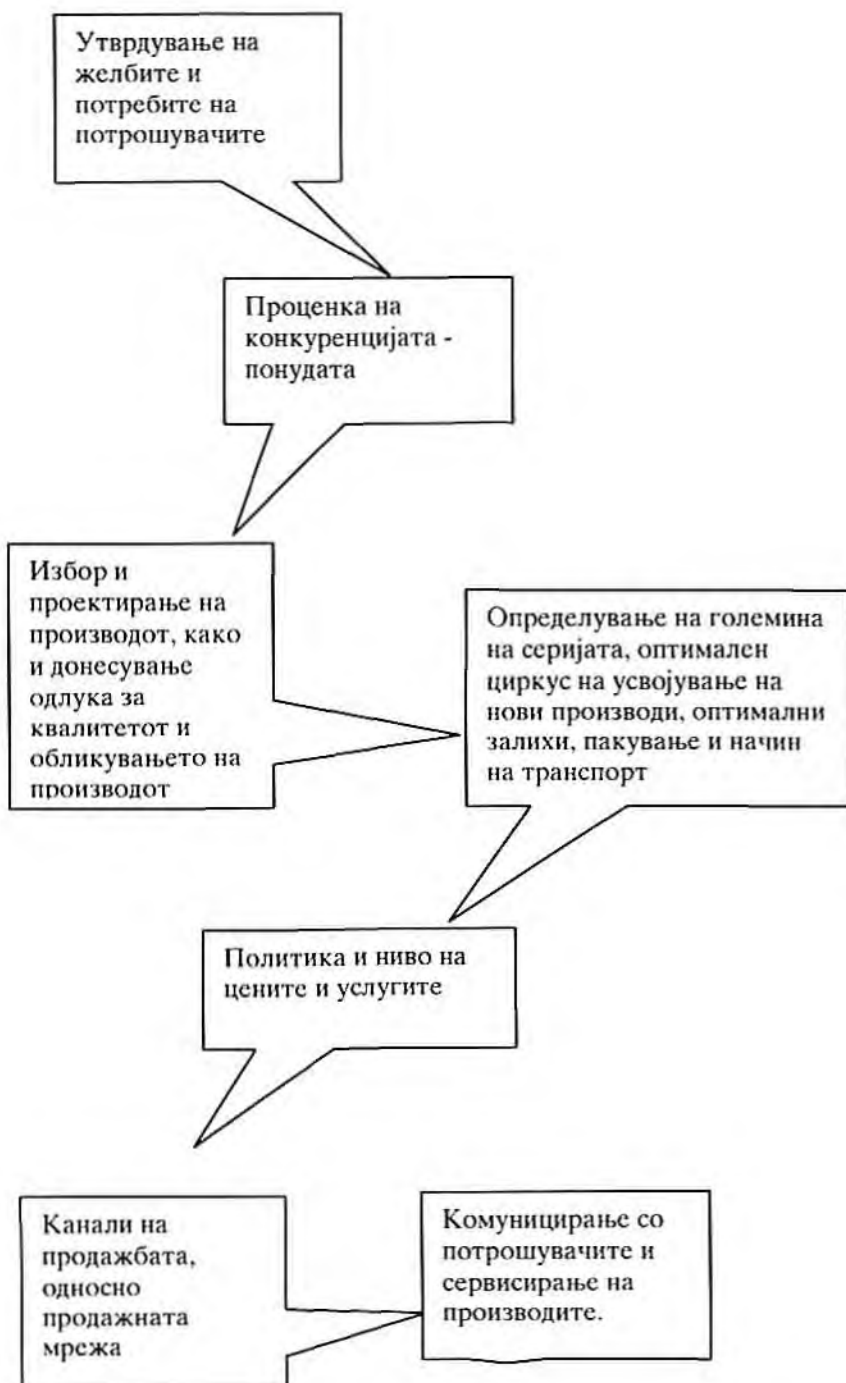 Утврдување на
желбите и
потребите на
потрошувачите
Проценка на
конкуренцијата -
понудата
Избор и
проектирање на
производот, како
и донесување
одлука за
квалитетот и
обликувањето на
производот
Определување на големина
на серијата, оптимален
циркус на усвојување на
нови производи, оптимални
залихи, пакување и начин
на транспорт
Политика и ниво на
цените и услугите
Канали на
продажбата,
односно
продажната
мрежа
Комуницирање со
потрошувачите и
сервисирање на
производите.